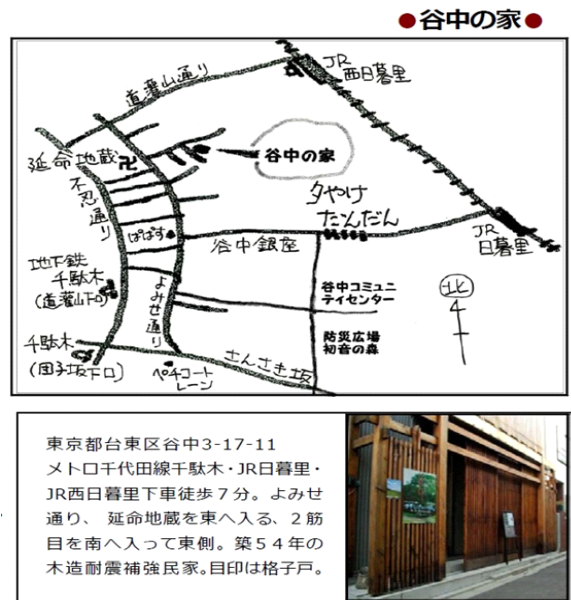 ●谷中の家●
JR
西日暮里
道灌山通り
延命地蔵卍
谷中の家
不忍通り
夕やけ
だんだん
ぱぱす
谷中銀座
JR
日暮里
地下鉄
千駄木
(道灌山下口)
よみせ通り
谷中コミュニ
ティセンター
北
防災広場
初音の森
千駄木
(団子坂下口)
さんさき坂
ペチコート
レーン
東京都台東区谷中3-17-11
メトロ千代田線千駄木・JR日暮里・
JR西日暮里下車徒歩7分。よみせ
通り、 延命地蔵を東へ入る、2筋
目を南へ入って東側。築54年の
木造耐震補強民家。目印は格子戸。